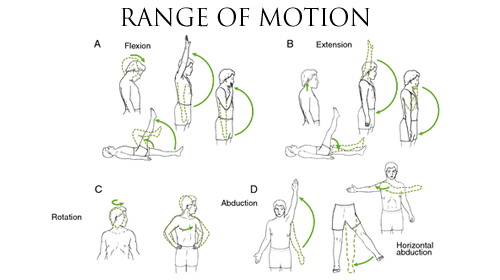 RANGE OF MOTION
A
Flexion
B
Extension
C
Rotation
Abduction
D
Horizontal
abduction